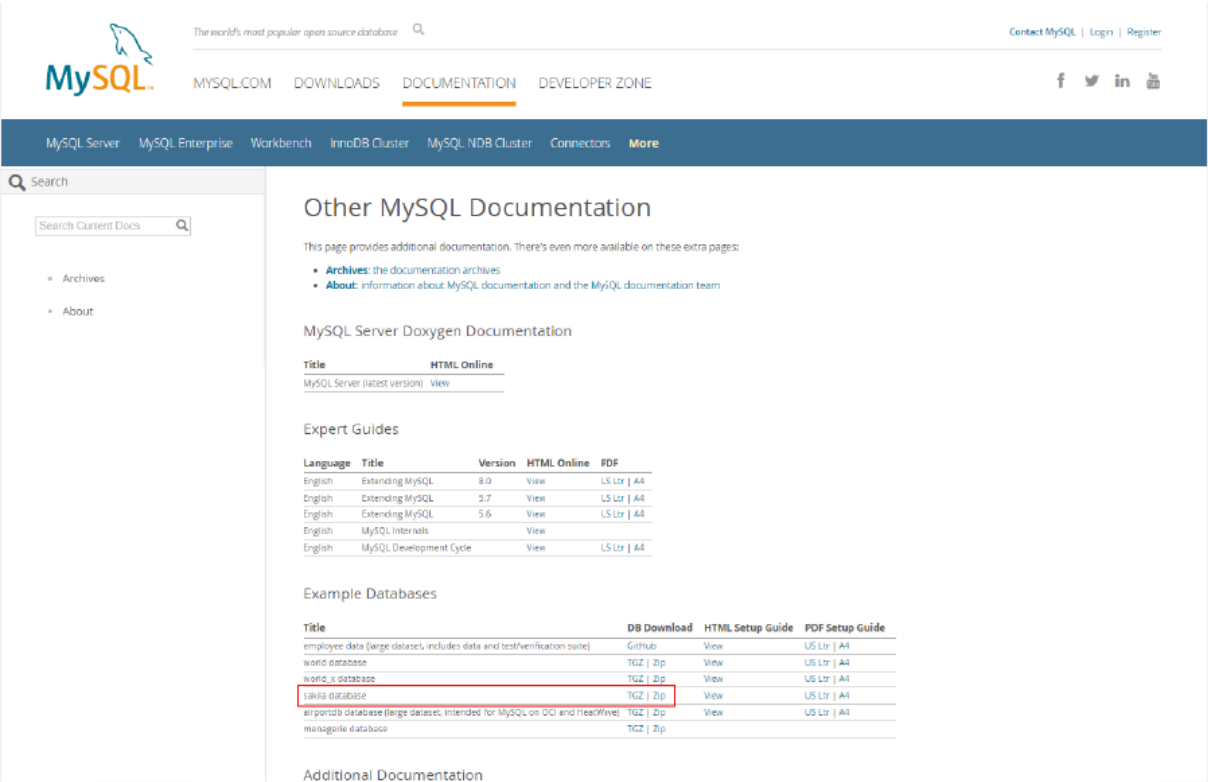 The world's most popular open source database
Contact MySQL | Login | Register
MySQL™
MYSQL.COM DOWNLOADS DOCUMENTATION DEVELOPER ZONE
MySQL Server MySQL Enterprise Workbench InnoDB Cluster MySQL NDB Cluster Connectors More
Search
Search Current Docs
Archives
About
Other MySQL Documentation
This page provides additional documentation. There's even more available on these extra pages:
Archives: the documentation archives
About: information about MySQL documentation and the MySQL documentation team
MySQL Server Doxygen Documentation
Title HTML Online
MySQL Server (latest version) View
Expert Guides
Language Title Version HTML Online PDF
English Extending MySQL 8.0 View US Ltr | A4
English Extending MySQL 5.7 View US Ltr | A4
English Extending MySQL 5.6 View US Ltr | A4
English MySQL Internals View
English MySQL Development Cycle View US Ltr | A4
Example Databases
Title DB Download HTML Setup Guide PDF Setup Guide
employee data (large dataset, includes data and test/verification suite) GitHub View US Ltr | A4
world database TGZ | Zip View US Ltr | A4
world_x database TGZ | Zip View US Ltr | A4
sakila database TGZ | Zip View US Ltr | A4
airportdb database (large dataset, intended for MySQL on OCI and HeatWave) TGZ | Zip View US Ltr | A4
menagerie database TGZ | Zip
Additional Documentation